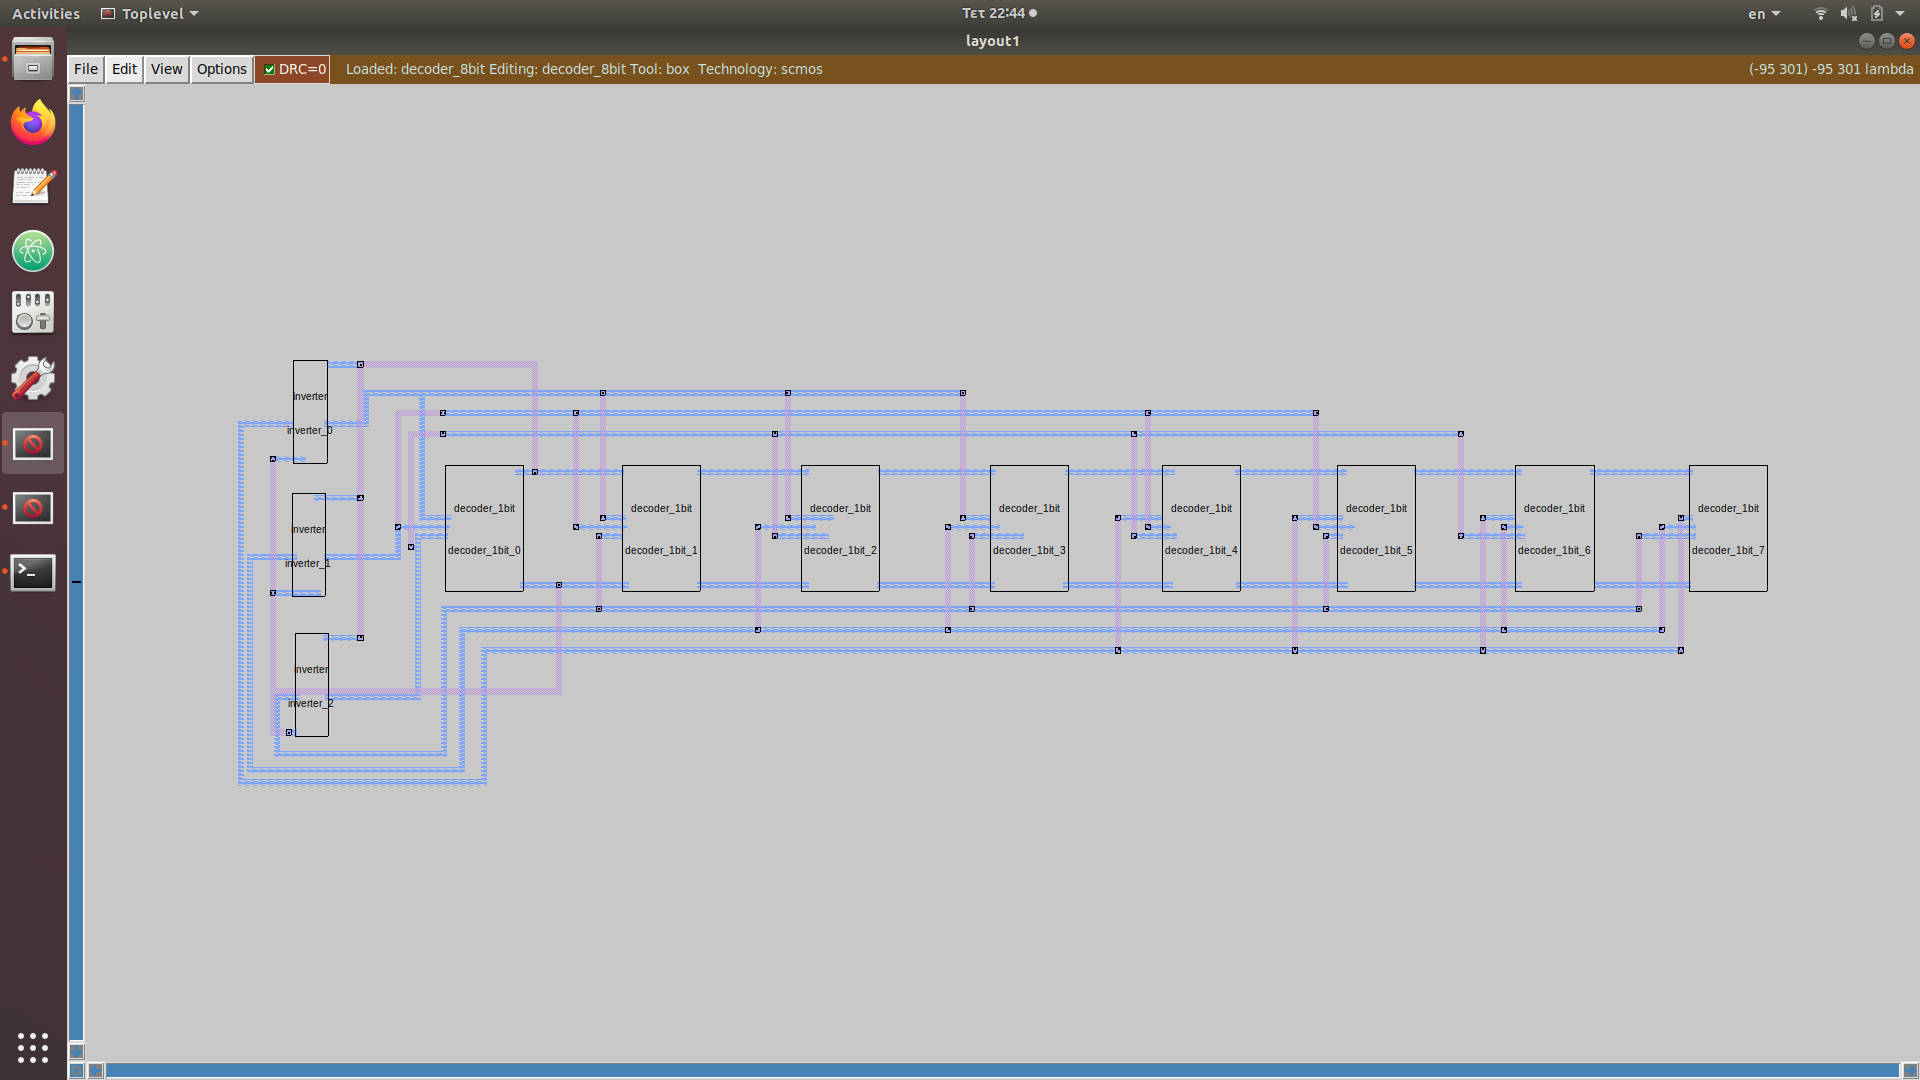 Activities Toplevel Τετ 22:44 en
layout1
File Edit View Options DRC=0 Loaded: decoder_8bit Editing: decoder_8bit Tool: box Technology: scmos (-95 301) -95 301 lambda
inverter
inverter_0
inverter
inverter_1
inverter
inverter_2
decoder_1bit decoder_1bit decoder_1bit decoder_1bit decoder_1bit decoder_1bit decoder_1bit decoder_1bit
decoder_1bit_0 decoder_1bit_1 decoder_1bit_2 decoder_1bit_3 decoder_1bit_4 decoder_1bit_5 decoder_1bit_6 decoder_1bit_7